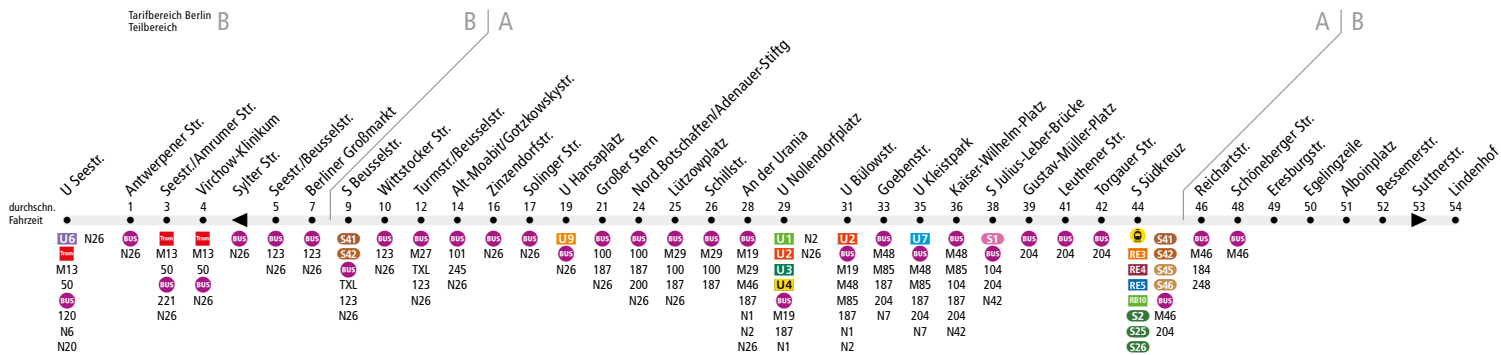 Tarifbereich Berlin
Teilbereich
B
B A
A B
durchschn.
Fahrzeit
U Seestr.
U6 N26
Tram
M13
50
BUS
120
N6
N20
Antwerpener Str.
1
BUS
N26
Seestr./Amrumer Str.
3
Tram
M13
50
BUS
221
N26
Virchow-Klinikum
4
Tram
M13
50
BUS
N26
Sylter Str.
BUS
N26
Seestr./Beusselstr.
5
BUS
123
N26
Berliner Großmarkt
7
BUS
123
N26
S Beusselstr.
9
S41
S42
BUS
TXL
123
N26
Wittstocker Str.
10
BUS
123
N26
Turmstr./Beusselstr.
12
BUS
M27
TXL
123
N26
Alt-Moabit/Gotzkowskystr.
14
BUS
101
245
N26
Zinzendorfstr.
16
BUS
N26
Solinger Str.
17
BUS
N26
U Hansaplatz
19
U9
BUS
N26
Großer Stern
21
BUS
100
187
N26
Nord.Botschaften/Adenauer-Stiftg
24
BUS
100
187
200
N26
Lützowplatz
25
BUS
M29
100
187
N26
Schillstr.
26
BUS
M29
100
187
An der Urania
28
BUS
M19
M29
M46
187
N1
N2
N26
U Nollendorfplatz
29
U1 N2
U2 N26
U3
U4
BUS
M19
187
N1
U Bülowstr.
31
U2
BUS
M19
M48
M85
187
N1
N2
Goebenstr.
33
BUS
M48
M85
187
204
N7
U Kleistpark
35
U7
BUS
M48
M85
187
204
N7
Kaiser-Wilhelm-Platz
36
BUS
M48
M85
104
187
204
N42
S Julius-Leber-Brücke
38
S1
BUS
104
204
N42
Gustav-Müller-Platz
39
BUS
204
Leuthener Str.
41
BUS
204
Torgauer Str.
42
BUS
204
S Südkreuz
44
S41
RE3 S42
RE4 S45
RE5 S46
RB10 BUS
S2 M46
S25 204
S26
Reichartstr.
46
BUS
M46
184
248
Schöneberger Str.
48
BUS
M46
Eresburgstr.
49
Egelingzeile
50
Alboinplatz
51
Bessemerstr.
52
Suttnerstr.
53
Lindenhof
54